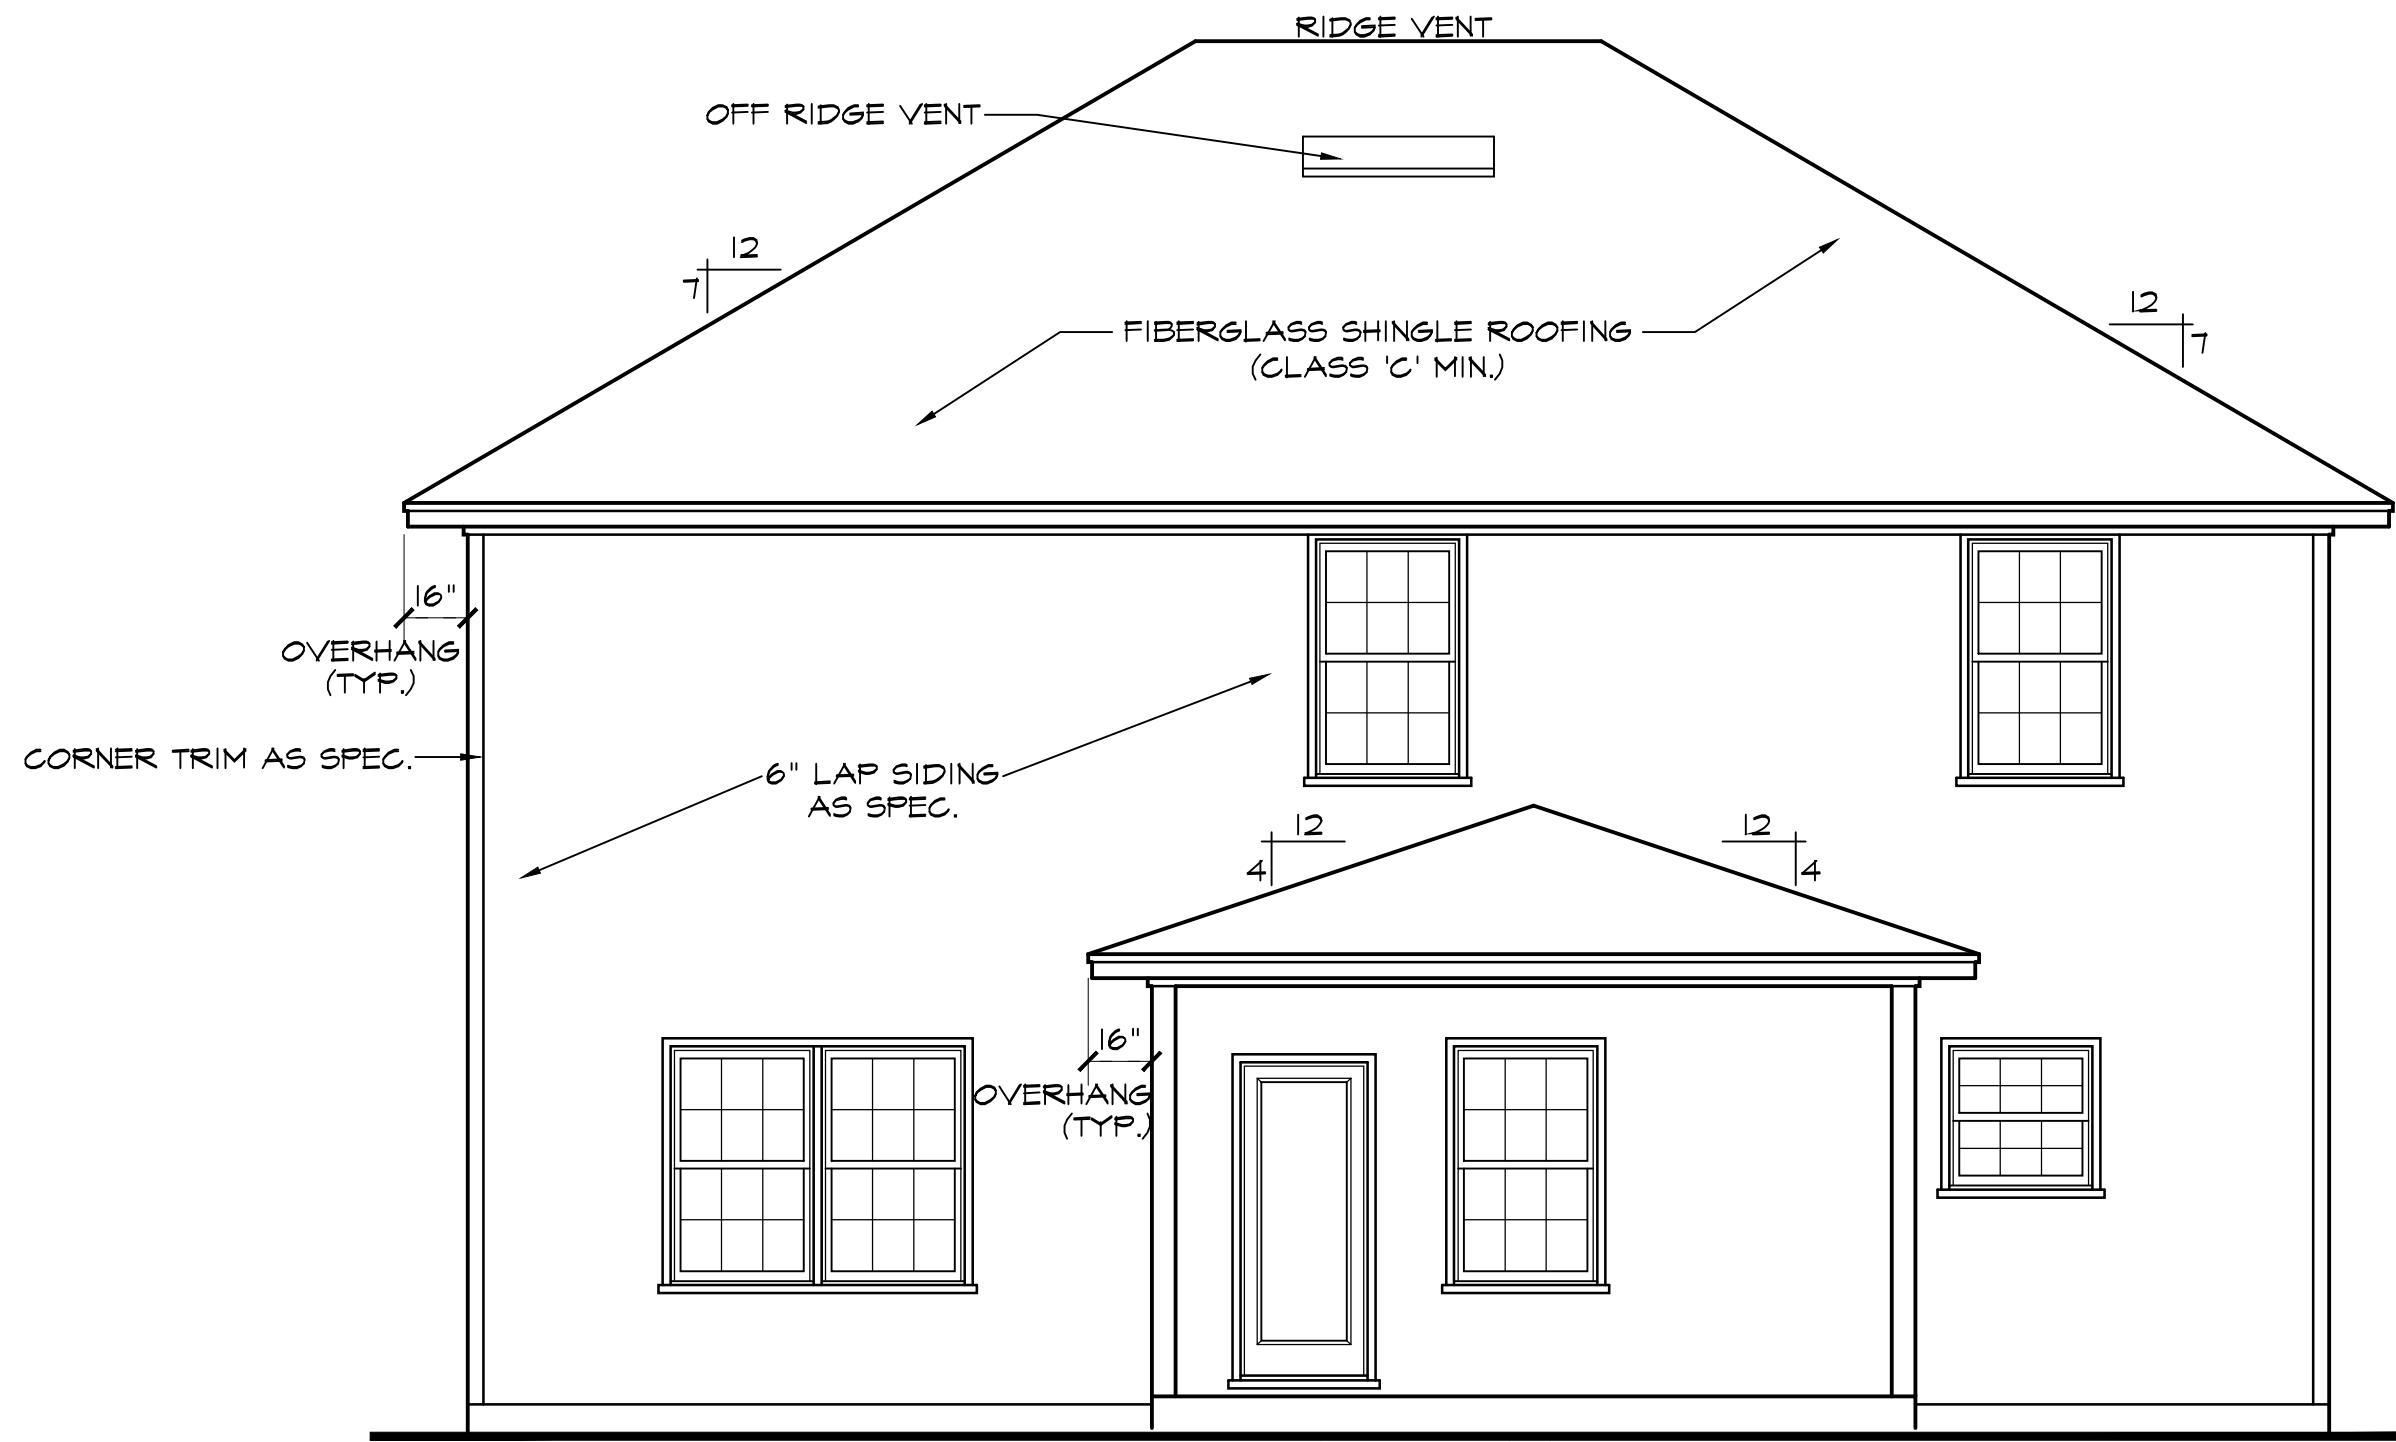 RIDGE VENT
OFF RIDGE VENT
12
7
12
7
FIBERGLASS SHINGLE ROOFING
(CLASS 'C' MIN.)
16"
OVERHANG
(TYP.)
CORNER TRIM AS SPEC.
6" LAP SIDING
AS SPEC.
12
4
12
4
16"
OVERHANG
(TYP.)